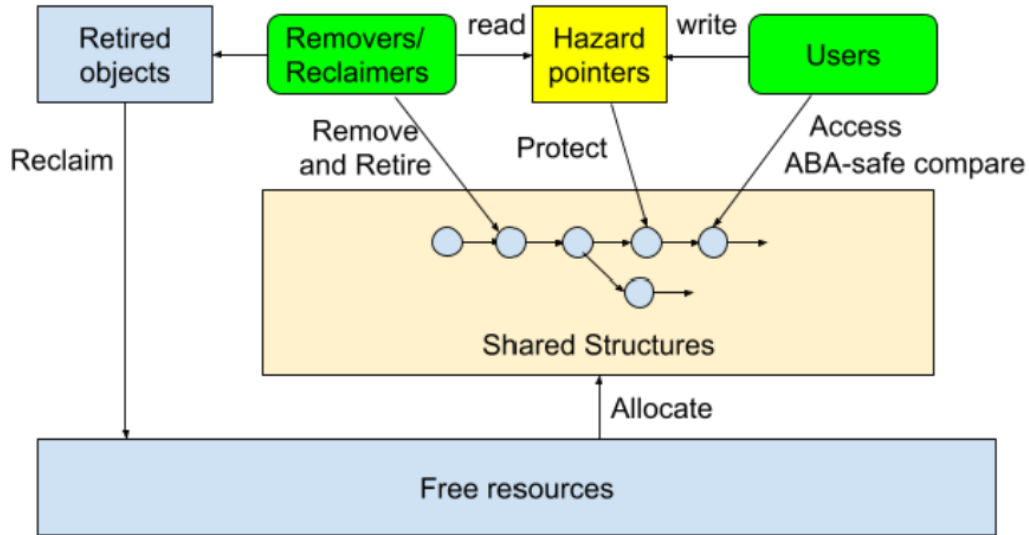 Retired
objects
Removers/
Reclaimers
read
Hazard
pointers
write
Users
Reclaim
Remove
and Retire
Protect
Access
ABA-safe compare
Shared Structures
Allocate
Free resources